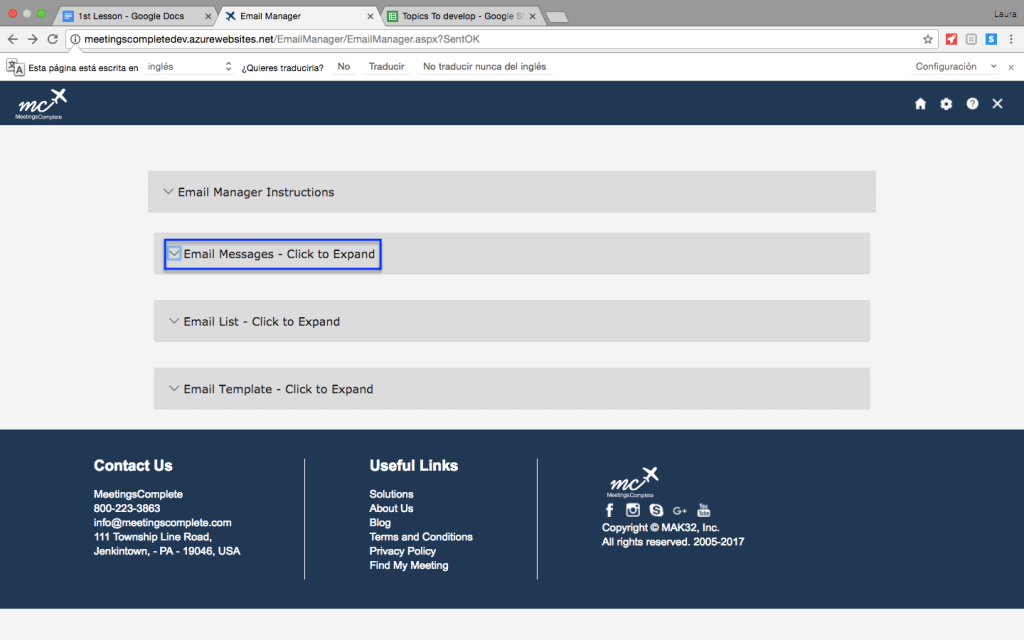 1st Lesson - Google Docs
Email Manager
Topics To develop - Google S
Laura
meetingscompletedev.azurewebsites.net/EmailManager/EmailManager.aspx?SentOK
Esta página está escrita en inglés ¿Quieres traducirla? No Traducir No traducir nunca del inglés Configuración
mc
MeetingsComplete
Email Manager Instructions
Email Messages - Click to Expand
Email List - Click to Expand
Email Template - Click to Expand
Contact Us
MeetingsComplete
800-223-3863
info@meetingscomplete.com
111 Township Line Road,
Jenkintown, - PA - 19046, USA
Useful Links
Solutions
About Us
Blog
Terms and Conditions
Privacy Policy
Find My Meeting
mc
MeetingsComplete
Copyright © MAK32, Inc.
All rights reserved. 2005-2017